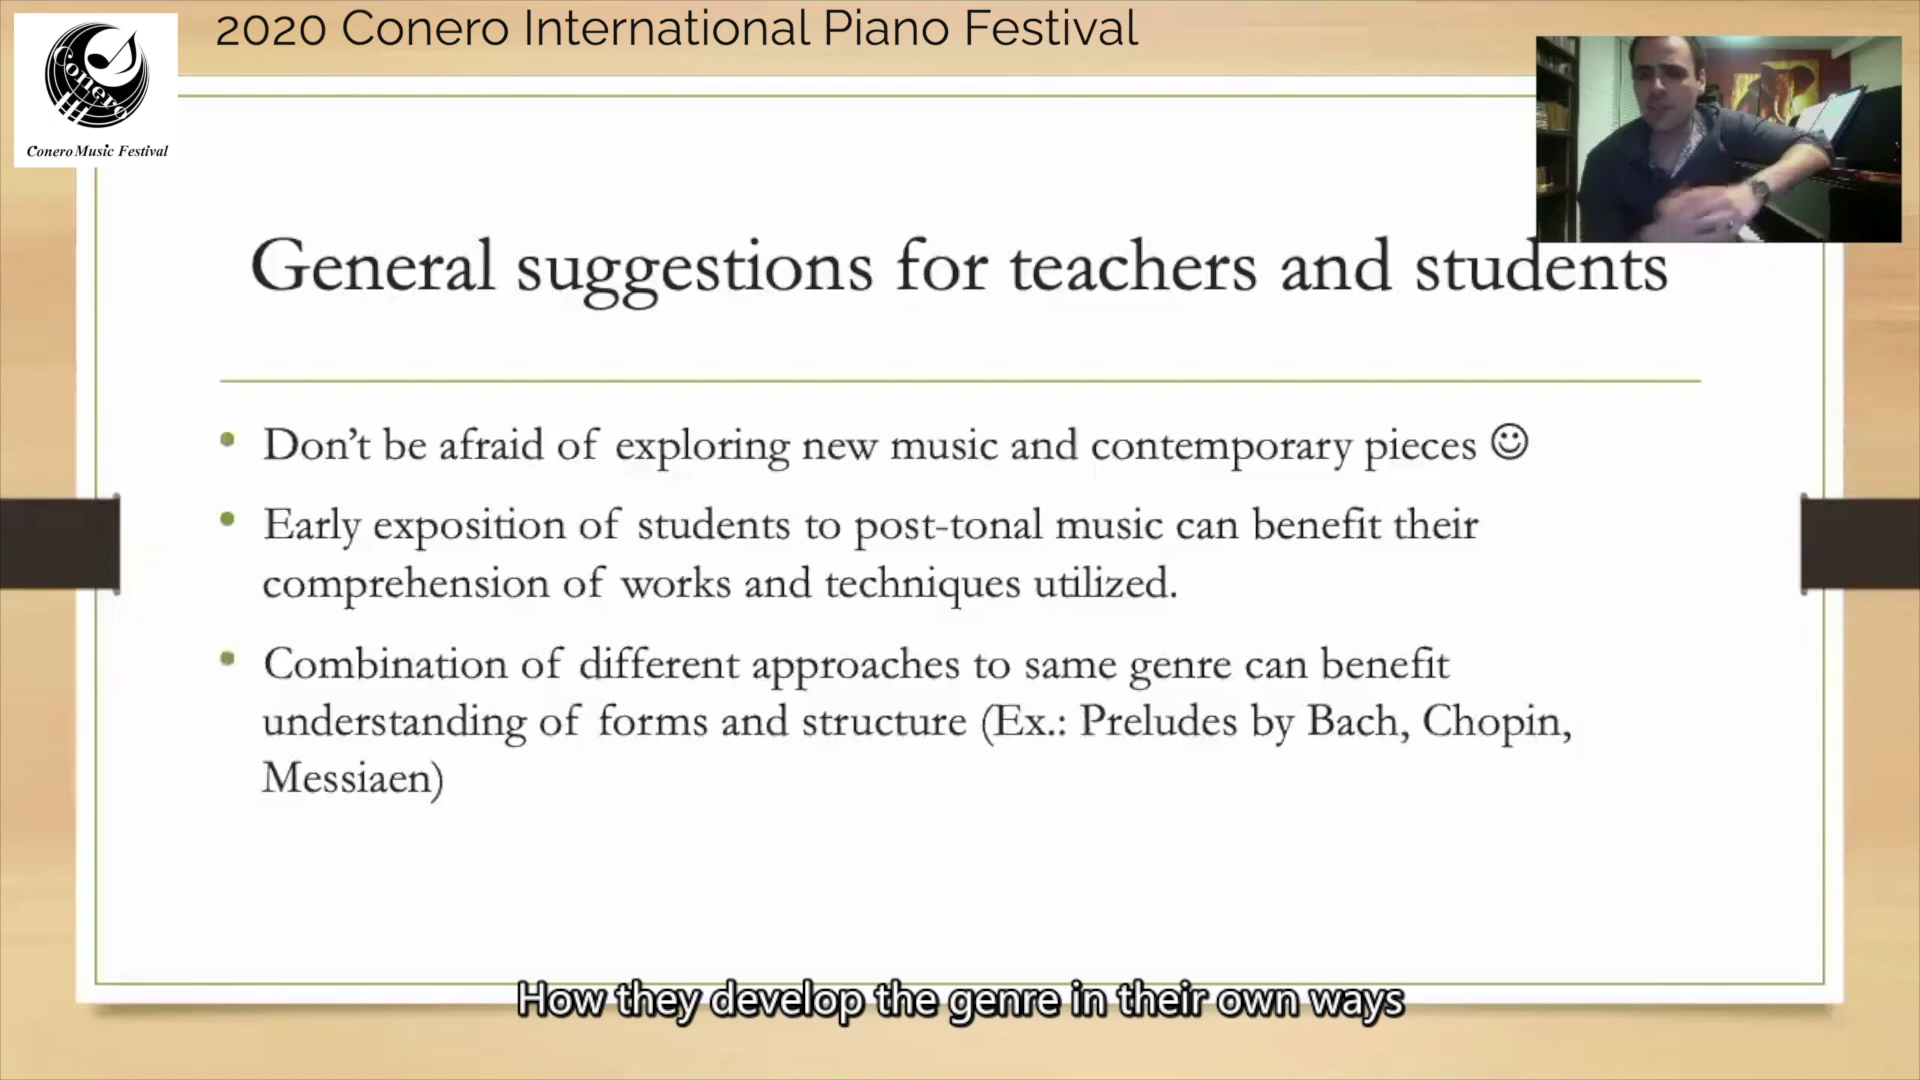 2020 Conero International Piano Festival
Conero
Conero Music Festival
General suggestions for teachers and students
• Don't be afraid of exploring new music and contemporary pieces ☺
• Early exposition of students to post-tonal music can benefit their
comprehension of works and techniques utilized.
• Combination of different approaches to same genre can benefit
understanding of forms and structure (Ex.: Preludes by Bach, Chopin,
Messiaen)
How they develop the genre in their own ways